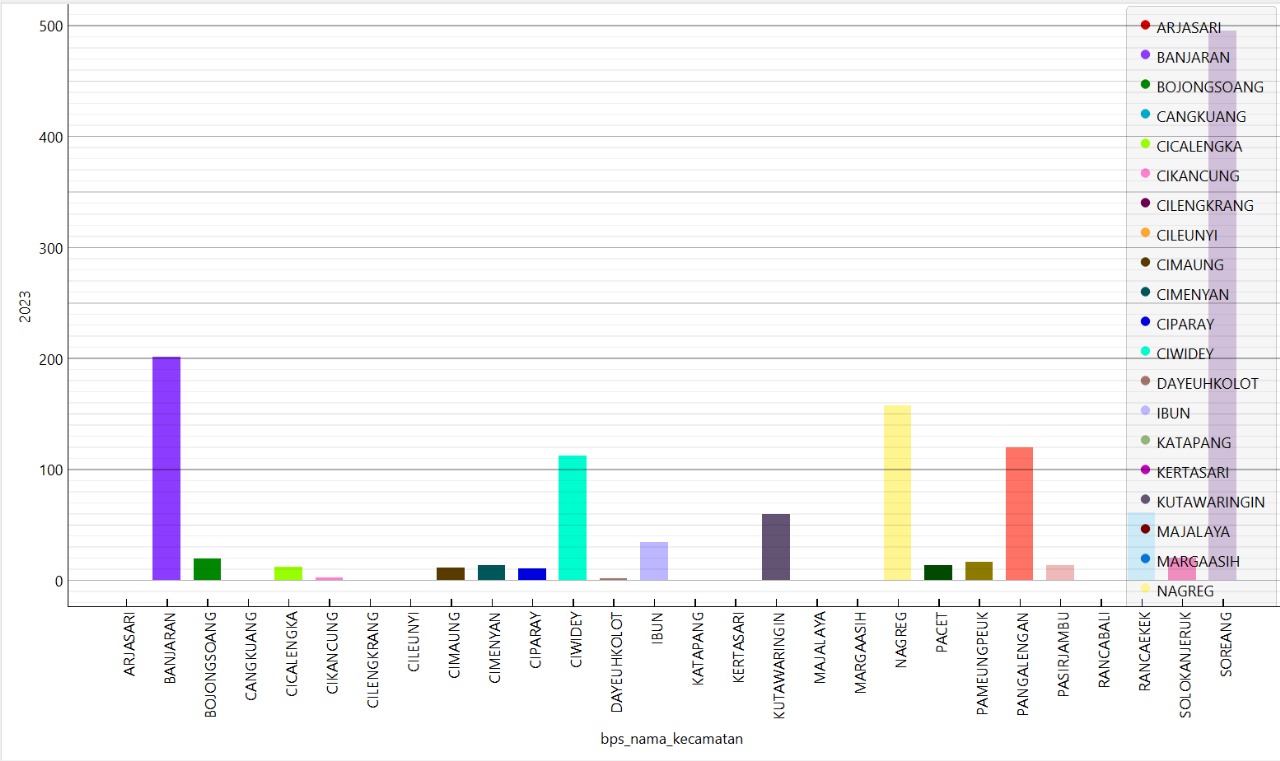 500
400
300
200
100
0
2023
ARJASARI
BANJARAN
BOJONGSOANG
CANGKUANG
CICALENGKA
CIKANCUNG
CILENGKRANG
CILEUNYI
CIMAUNG
CIMENYAN
CIPARAY
CIWIDEY
DAYEUHKOLOT
IBUN
KATAPANG
KERTASARI
KUTAWARINGIN
MAJALAYA
MARGAASIH
NAGREG
ARJASARI
BANJARAN
BOJONGSOANG
CANGKUANG
CICALENGKA
CIKANCUNG
CILENGKRANG
CILEUNYI
CIMAUNG
CIMENYAN
CIPARAY
CIWIDEY
DAYEUHKOLOT
IBUN
KATAPANG
KERTASARI
KUTAWARINGIN
MAJALAYA
MARGAASIH
NAGREG
PACET
PAMEUNGPEUK
PANGALENGAN
PASIRJAMBU
RANCABALI
RANCAEKEK
SOLOKANJERUK
SOREANG
bps_nama_kecamatan